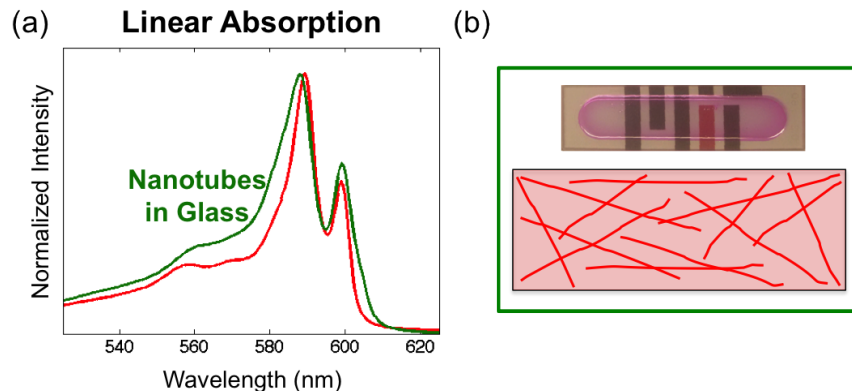 (a)
Linear Absorption
(b)
Normalized Intensity
Nanotubes
in Glass
540
560
580
600
620
Wavelength (nm)